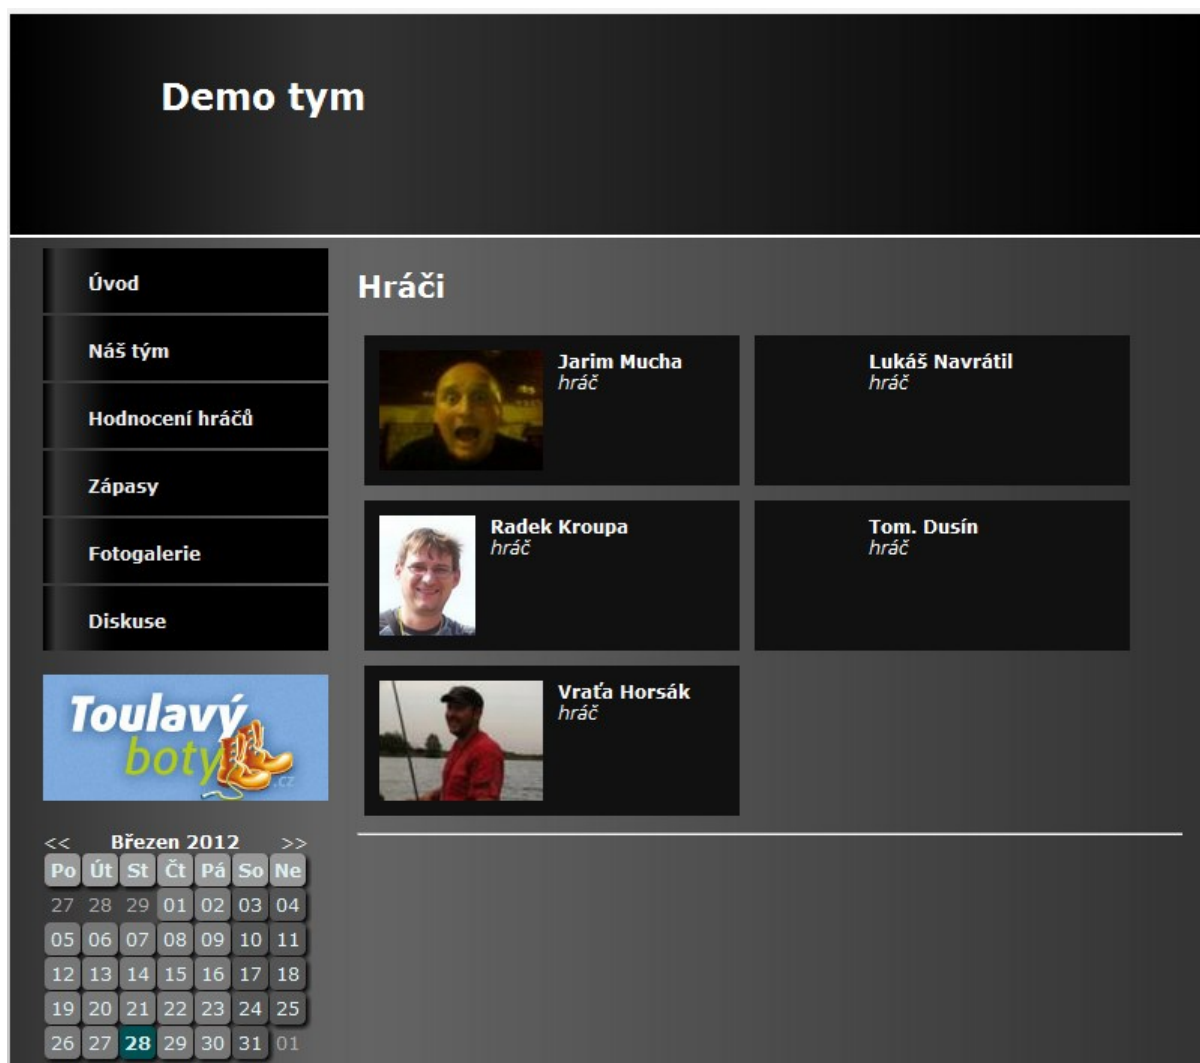 Demo tym
Úvod
Náš tým
Hodnocení hráčů
Zápasy
Fotogalerie
Diskuse
Toulavý
boty
.cz
<< Březen 2012 >>
Po Út St Čt Pá So Ne
27 28 29 01 02 03 04
05 06 07 08 09 10 11
12 13 14 15 16 17 18
19 20 21 22 23 24 25
26 27 28 29 30 31 01
Hráči
Jarim Mucha
hráč
Lukáš Navrátil
hráč
Radek Kroupa
hráč
Tom. Dusín
hráč
Vraťa Horsák
hráč